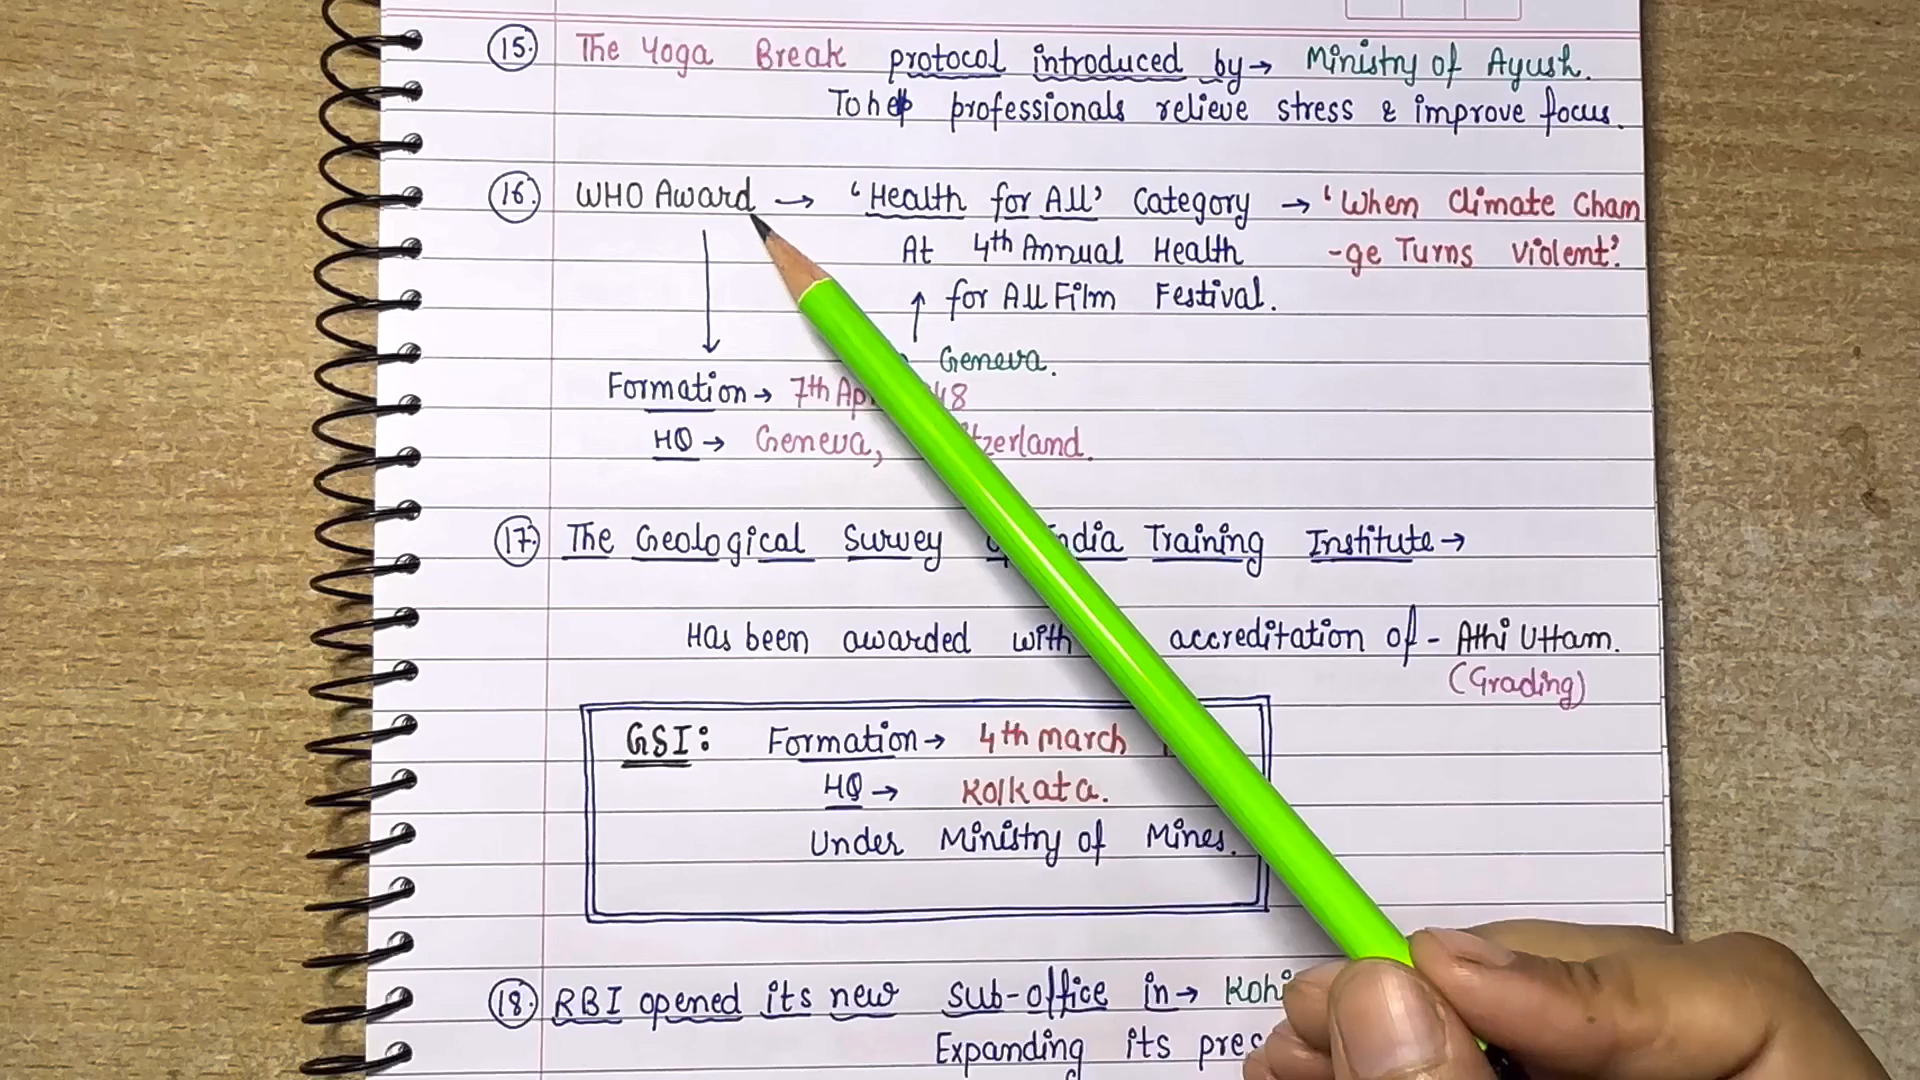 15. The Yoga Break protocol introduced by→ Ministry of Ayush.
To help professionals relieve stress & improve focus.
16. WHO Award → 'Health for All' Category → 'When Climate Chan
At 4th Annual Health -ge Turns Violent'.
for All Film Festival.
Geneva.
Formation → 7th Ap 48
HQ → Geneva, tzerland.
17. The Geological Survey India Training Institute →
Has been awarded with accreditation of - Athi Uttam.
(Grading)
GSI: Formation → 4th march
HQ → Kolkata.
Under Ministry of Mines.
18. RBI opened its new sub-office in → Kohi
Expanding its pres